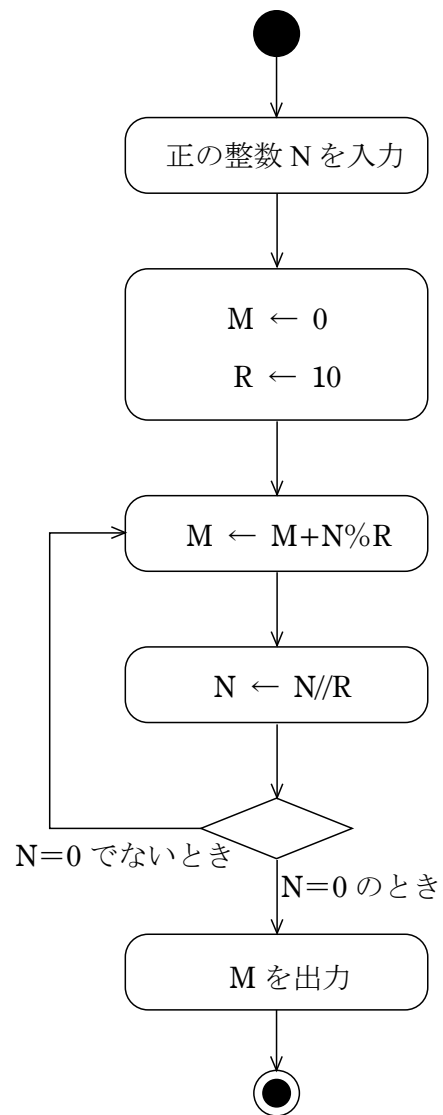 正の整数 N を入力
M ← 0
R ← 10
M ← M+N%R
N ← N//R
N=0 でないとき
N=0 のとき
M を出力